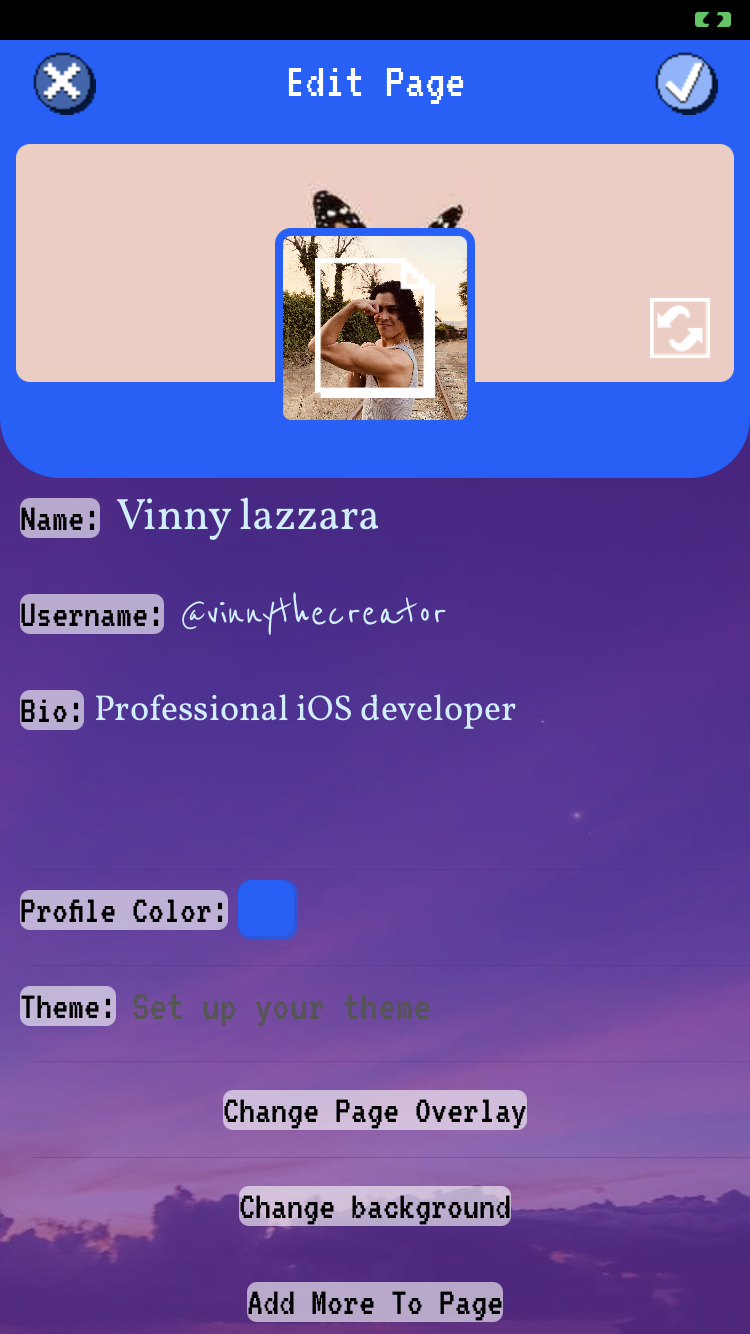 Edit Page
Name: Vinny lazzara
Username: @vinnythecreator
Bio: Professional iOS developer
Profile Color:
Theme: Set up your theme
Change Page Overlay
Change background
Add More To Page